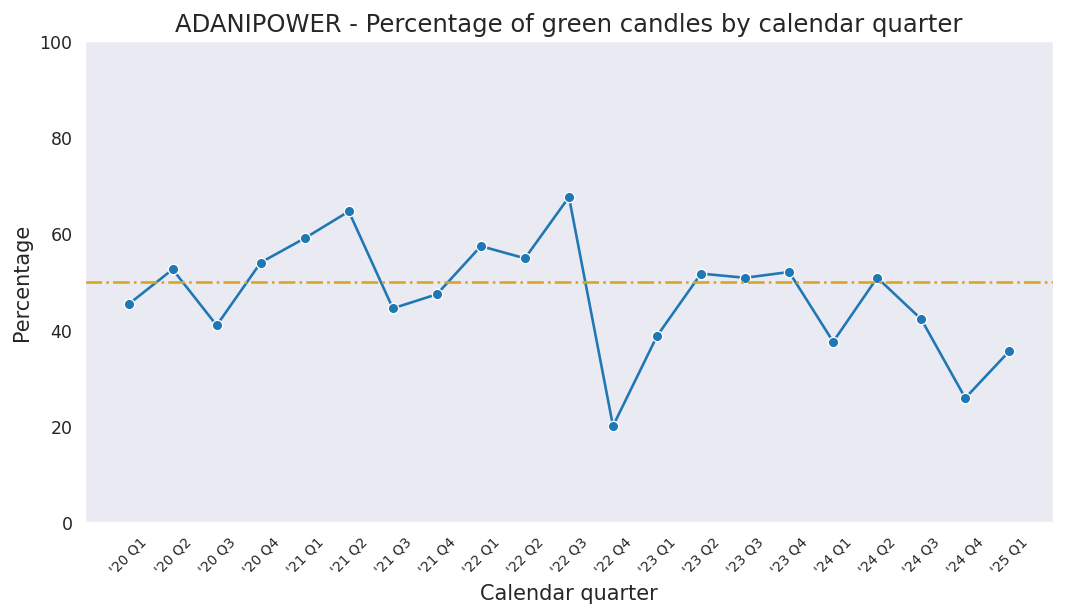 ADANIPOWER - Percentage of green candles by calendar quarter
100
80
60
40
20
0
Percentage
'20 Q1
'20 Q2
'20 Q3
'20 Q4
'21 Q1
'21 Q2
'21 Q3
'21 Q4
'22 Q1
'22 Q2
'22 Q3
'22 Q4
'23 Q1
'23 Q2
'23 Q3
'23 Q4
'24 Q1
'24 Q2
'24 Q3
'24 Q4
'25 Q1
Calendar quarter